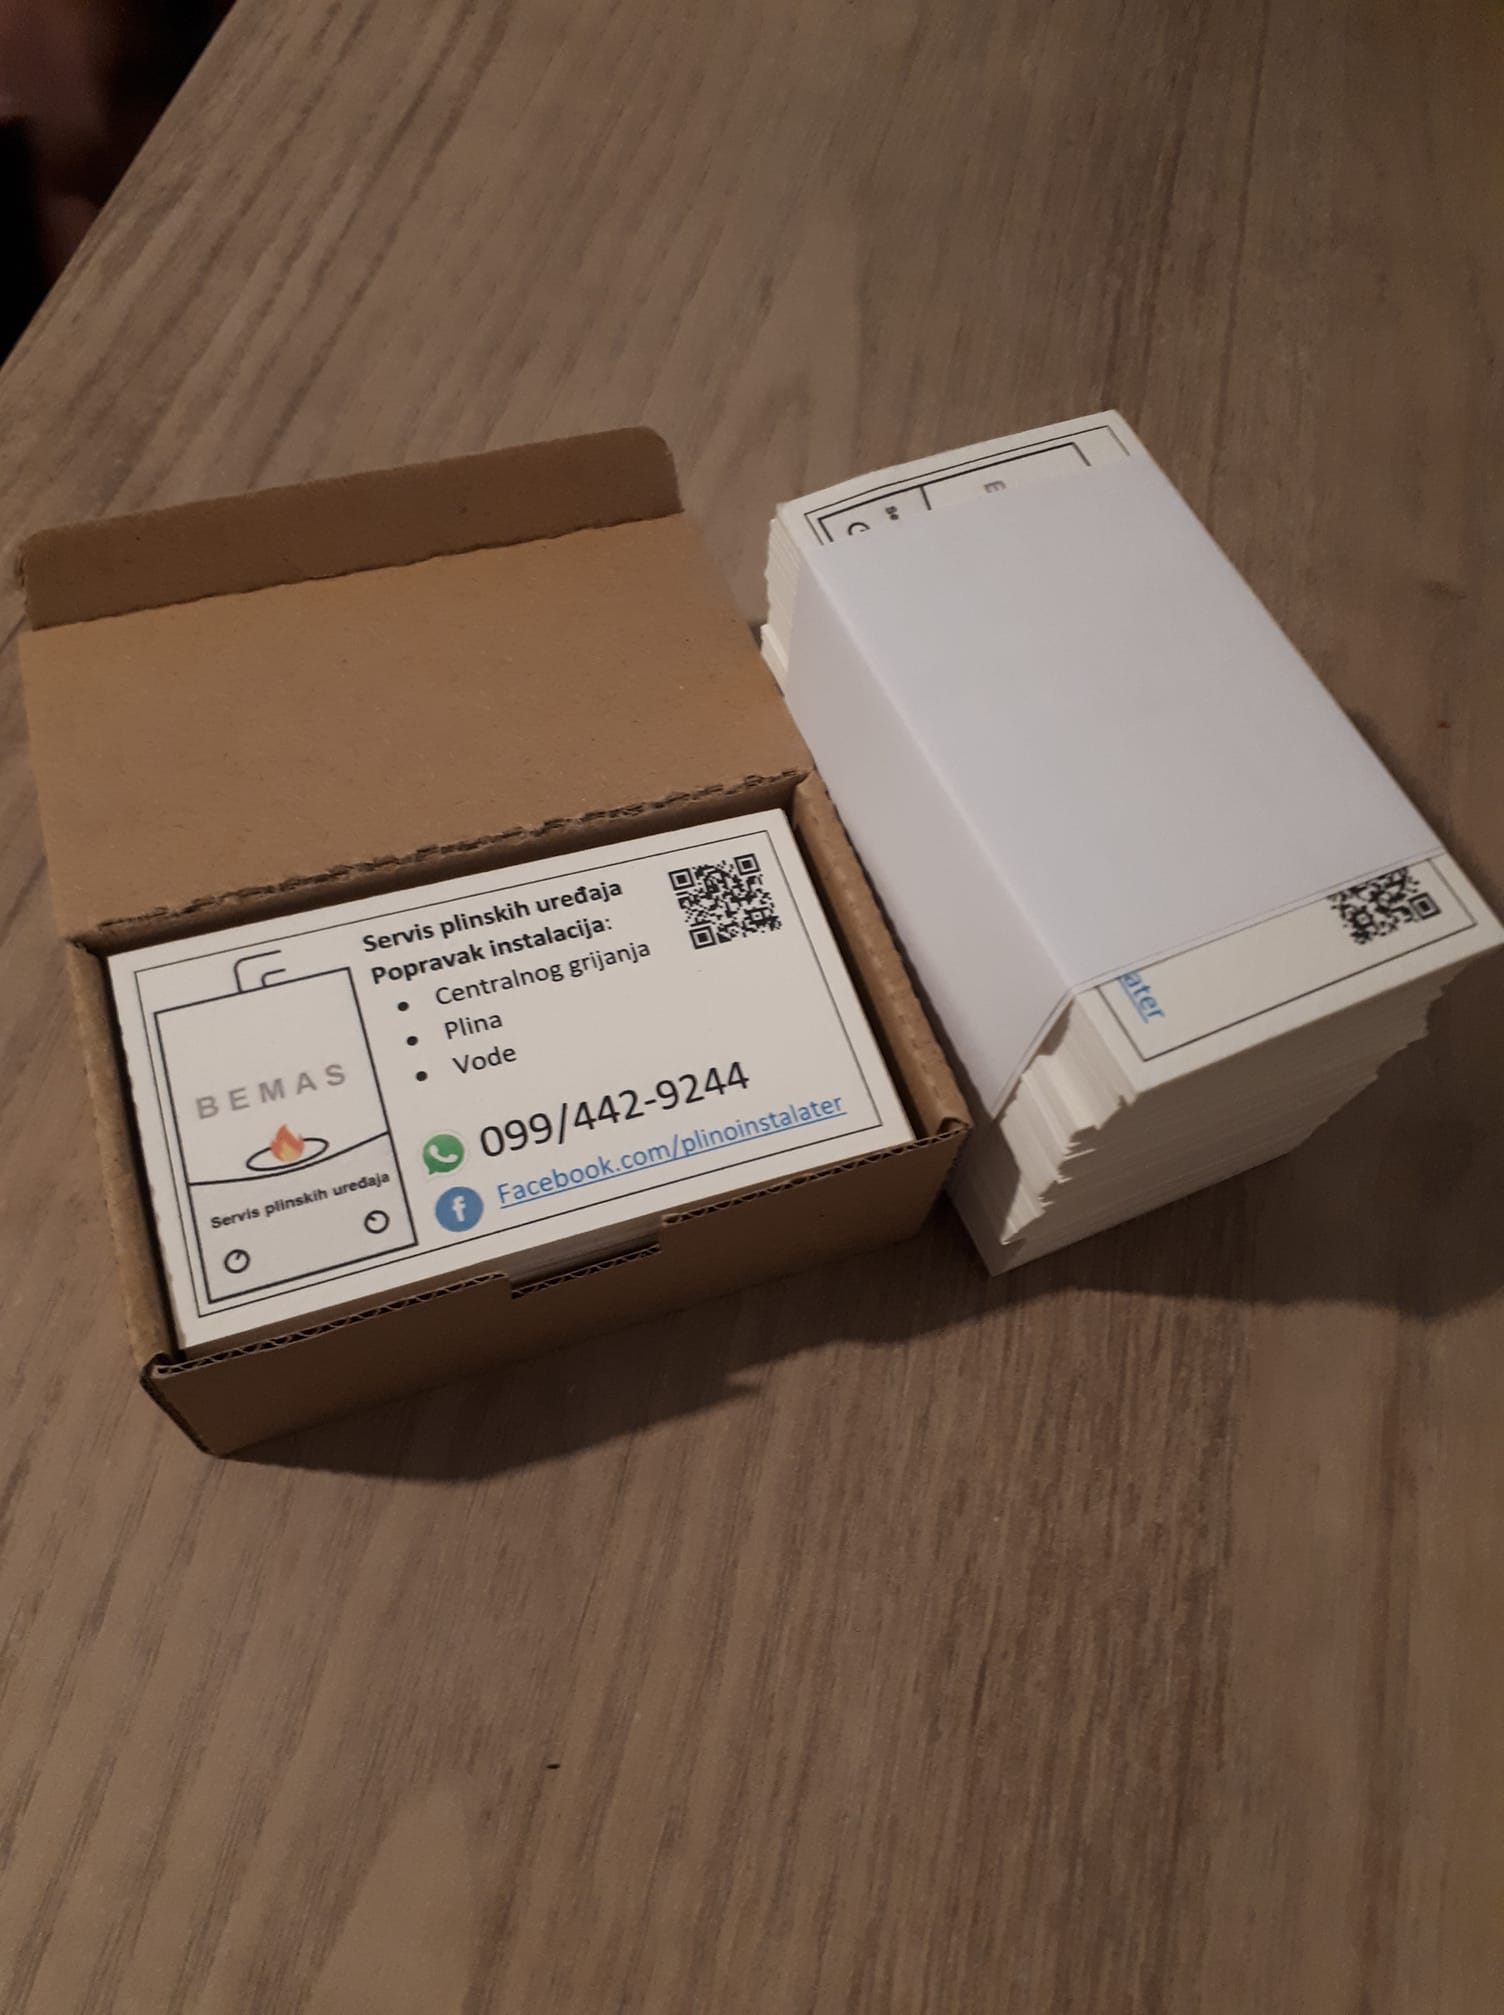 Servis plinskih uređaja
Popravak instalacija:
• Centralnog grijanja
• Plina
• Vode
099/442-9244
Facebook.com/plinoinstalater
BEMAS
Servis plinskih uređaja
ater